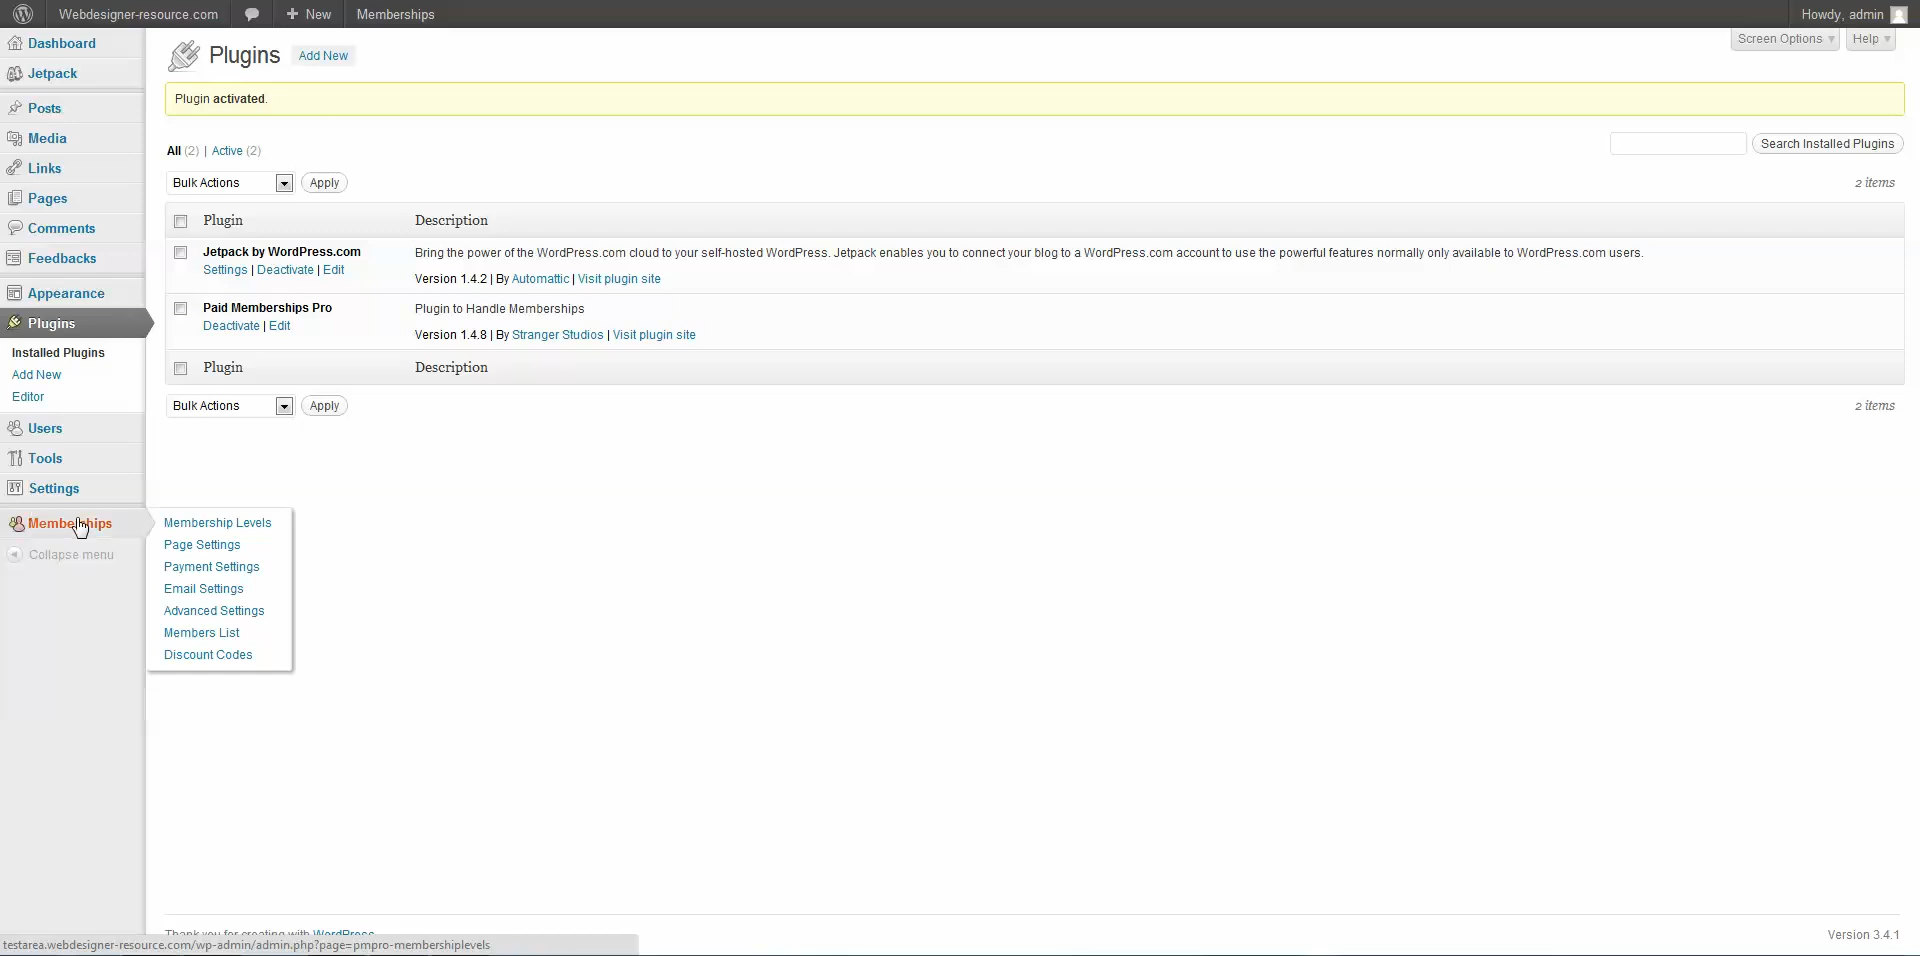 Webdesigner-resource.com + New Memberships Howdy, admin
Dashboard
Jetpack
Posts
Media
Links
Pages
Comments
Feedbacks
Appearance
Plugins
Installed Plugins
Add New
Editor
Users
Tools
Settings
Memberships
Collapse menu
Membership Levels
Page Settings
Payment Settings
Email Settings
Advanced Settings
Members List
Discount Codes
Screen Options Help
Plugins Add New
Plugin activated.
All (2) | Active (2)
Search Installed Plugins
Bulk Actions Apply 2 items
Plugin Description
Jetpack by WordPress.com Bring the power of the WordPress.com cloud to your self-hosted WordPress. Jetpack enables you to connect your blog to a WordPress.com account to use the powerful features normally only available to WordPress.com users.
Settings | Deactivate | Edit
Version 1.4.2 | By Automattic | Visit plugin site
Paid Memberships Pro Plugin to Handle Memberships
Deactivate | Edit
Version 1.4.8 | By Stranger Studios | Visit plugin site
Plugin Description
Bulk Actions Apply 2 items
Thank you for creating with WordPress. Version 3.4.1
testarea.webdesigner-resource.com/wp-admin/admin.php?page=pmpro-membershiplevels